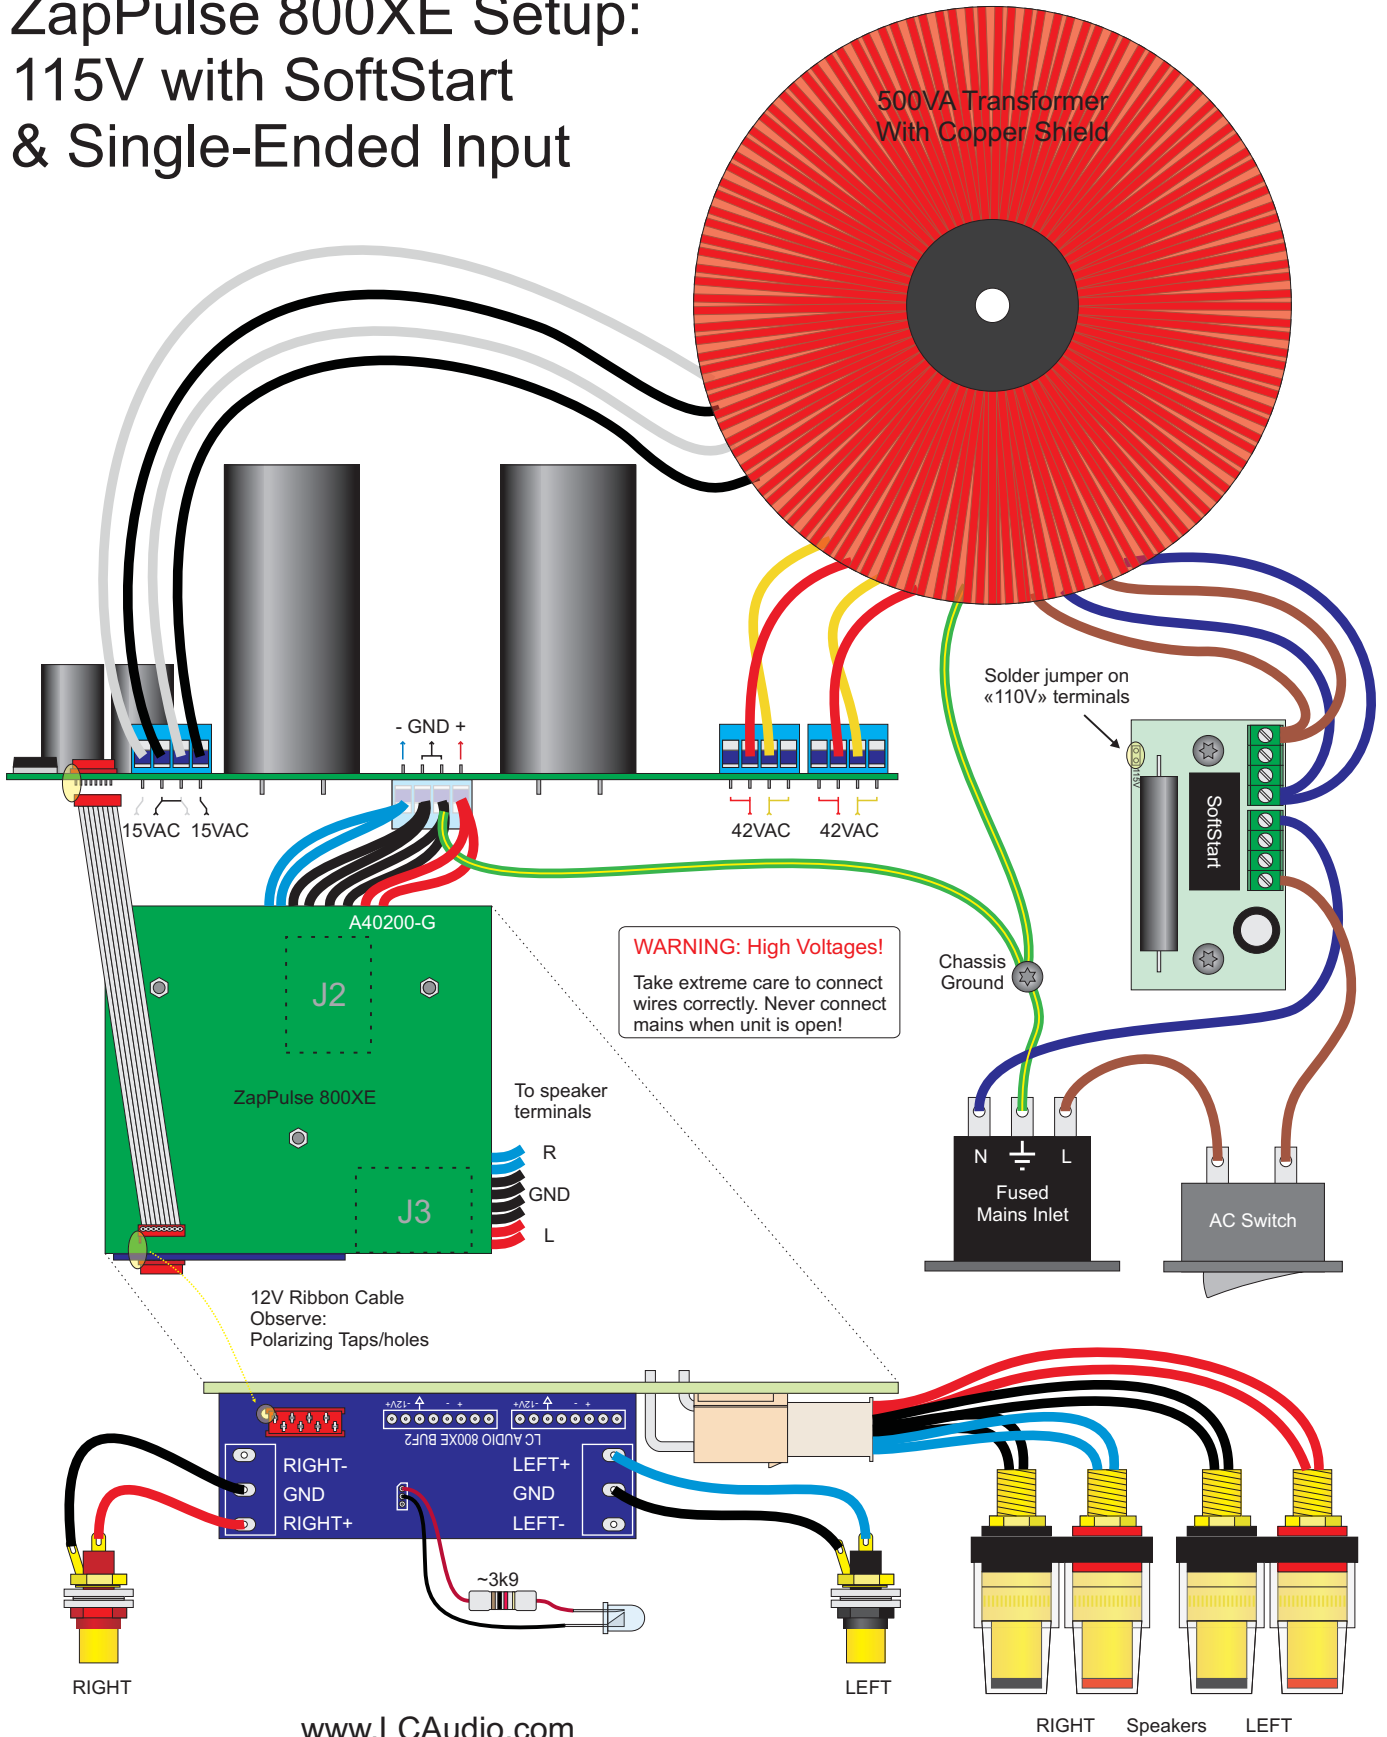 ZapPulse 800XE Setup:
115V with SoftStart
& Single-Ended Input
500VA Transformer
With Copper Shield
Solder jumper on
«110V» terminals
115V
SoftStart
- GND +
15VAC 15VAC
42VAC 42VAC
A40200-G
J2
ZapPulse 800XE
J3
WARNING: High Voltages!
Take extreme care to connect
wires correctly. Never connect
mains when unit is open!
Chassis
Ground
To speaker
terminals
R
GND
L
N L
Fused
Mains Inlet
AC Switch
12V Ribbon Cable
Observe:
Polarizing Taps/holes
-12V+ - +
-12V+ - +
LC AUDIO 800XE BUF2
RIGHT-
GND
RIGHT+
LEFT+
GND
LEFT-
~3k9
RIGHT
LEFT
RIGHT Speakers LEFT
www.LCAudio.com